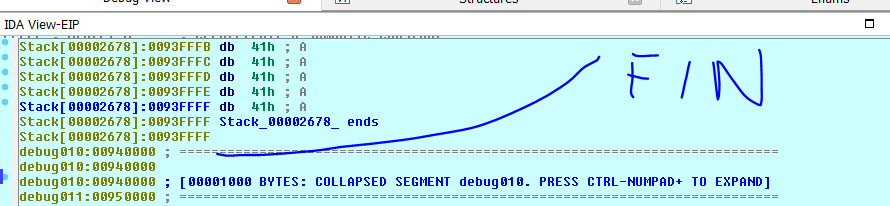 Debug View
Structures
Enums
IDA View-EIP
Stack[00002678]:0093FFFB db 41h ; A
Stack[00002678]:0093FFFC db 41h ; A
Stack[00002678]:0093FFFD db 41h ; A
Stack[00002678]:0093FFFE db 41h ; A
Stack[00002678]:0093FFFF db 41h ; A
Stack[00002678]:0093FFFF Stack_00002678_ ends
Stack[00002678]:0093FFFF
FIN
debug010:00940000 ; ===========================================================================
debug010:00940000
debug010:00940000 ; [00001000 BYTES: COLLAPSED SEGMENT debug010. PRESS CTRL-NUMPAD+ TO EXPAND]
debug011:00950000 ; ===========================================================================